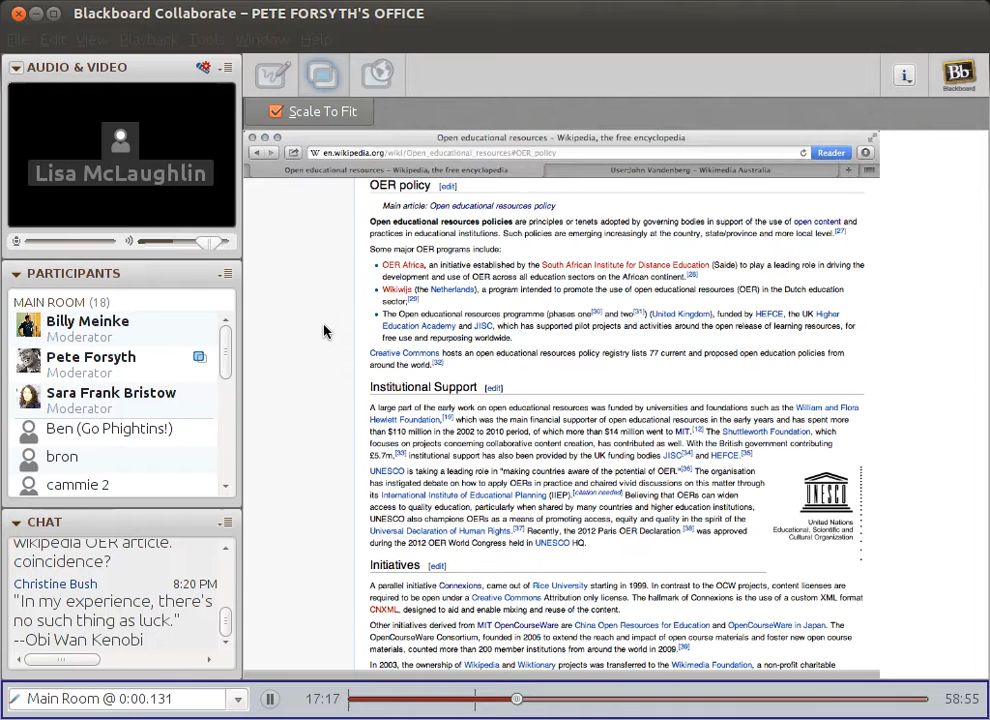 Blackboard Collaborate – PETE FORSYTH'S OFFICE
File Edit View Playback Tools Window Help
AUDIO & VIDEO
Lisa McLaughlin
PARTICIPANTS
MAIN ROOM (18)
Billy Meinke
Moderator
Pete Forsyth
Moderator
Sara Frank Bristow
Moderator
Ben (Go Phightins!)
bron
cammie 2
CHAT
wikipedia OER article.
coincidence?
Christine Bush 8:20 PM
"In my experience, there's
no such thing as luck."
--Obi Wan Kenobi
i
Bb
Blackboard
Scale To Fit
Open educational resources – Wikipedia, the free encyclopedia
W en.wikipedia.org/wiki/Open_educational_resources#OER_policy
Reader
Open educational resources – Wikipedia, the free encyclopedia
User:John Vandenberg – Wikimedia Australia
OER policy [edit]
Main article: Open educational resources policy
Open educational resources policies are principles or tenets adopted by governing bodies in support of the use of open content and
practices in educational institutions. Such policies are emerging increasingly at the country, state/province and more local level.[27]
Some major OER programs include:
OER Africa, an initiative established by the South African Institute for Distance Education (Saide) to play a leading role in driving the
development and use of OER across all education sectors on the African continent.[28]
Wikiwijs (the Netherlands), a program intended to promote the use of open educational resources (OER) in the Dutch education
sector;[29]
The Open educational resources programme (phases one[30] and two[31]) (United Kingdom), funded by HEFCE, the UK Higher
Education Academy and JISC, which has supported pilot projects and activities around the open release of learning resources, for
free use and repurposing worldwide.
Creative Commons hosts an open educational resources policy registry lists 77 current and proposed open education policies from
around the world.[32]
Institutional Support [edit]
A large part of the early work on open educational resources was funded by universities and foundations such as the William and Flora
Hewlett Foundation,[19] which was the main financial supporter of open educational resources in the early years and has spent more
than $110 million in the 2002 to 2010 period, of which more than $14 million went to MIT.[12] The Shuttleworth Foundation, which
focuses on projects concerning collaborative content creation, has contributed as well. With the British government contributing
£5.7m,[33] institutional support has also been provided by the UK funding bodies JISC[34] and HEFCE.[35]
UNESCO is taking a leading role in "making countries aware of the potential of OER."[36] The organisation
has instigated debate on how to apply OERs in practice and chaired vivid discussions on this matter through
its International Institute of Educational Planning (IIEP).[citation needed] Believing that OERs can widen
access to quality education, particularly when shared by many countries and higher education institutions,
UNESCO also champions OERs as a means of promoting access, equity and quality in the spirit of the
Universal Declaration of Human Rights.[37] Recently, the 2012 Paris OER Declaration [38] was approved
during the 2012 OER World Congress held in UNESCO HQ.
UNESCO
United Nations
Educational, Scientific and
Cultural Organization
Initiatives [edit]
A parallel initiative Connexions, came out of Rice University starting in 1999. In contrast to the OCW projects, content licenses are
required to be open under a Creative Commons Attribution only license. The hallmark of Connexions is the use of a custom XML format
CNXML, designed to aid and enable mixing and reuse of the content.
Other initiatives derived from MIT OpenCourseWare are China Open Resources for Education and OpenCourseWare in Japan. The
OpenCourseWare Consortium, founded in 2005 to extend the reach and impact of open course materials and foster new open course
materials, counted more than 200 member institutions from around the world in 2009.[39]
In 2003, the ownership of Wikipedia and Wiktionary projects was transferred to the Wikimedia Foundation, a non-profit charitable
Main Room @ 0:00.131
17:17
58:55